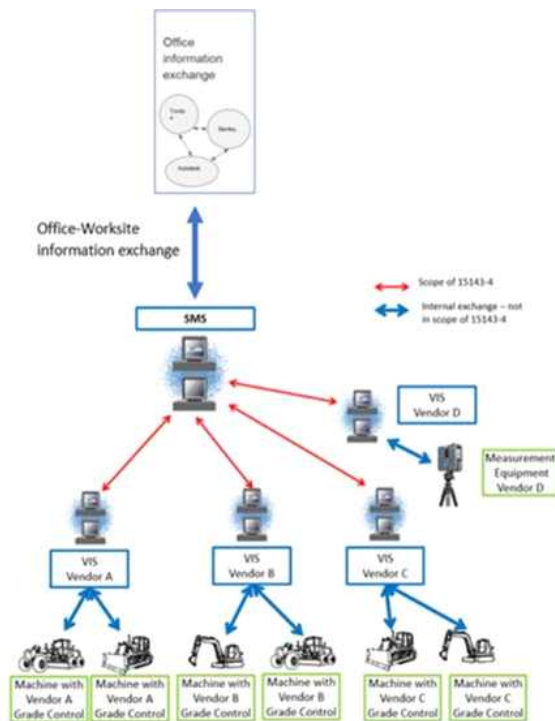 Office
information
exchange
Autodesk
Office-Worksite
information exchange
Scope of 15143-4
Internal exchange – not
in scope of 15143-4
SMS
VIS
Vendor D
Measurement
Equipment
Vendor D
VIS
Vendor A
VIS
Vendor B
VIS
Vendor C
Machine with
Vendor A
Grade Control
Machine with
Vendor A
Grade Control
Machine with
Vendor B
Grade Control
Machine with
Vendor B
Grade Control
Machine with
Vendor C
Grade Control
Machine with
Vendor C
Grade Control